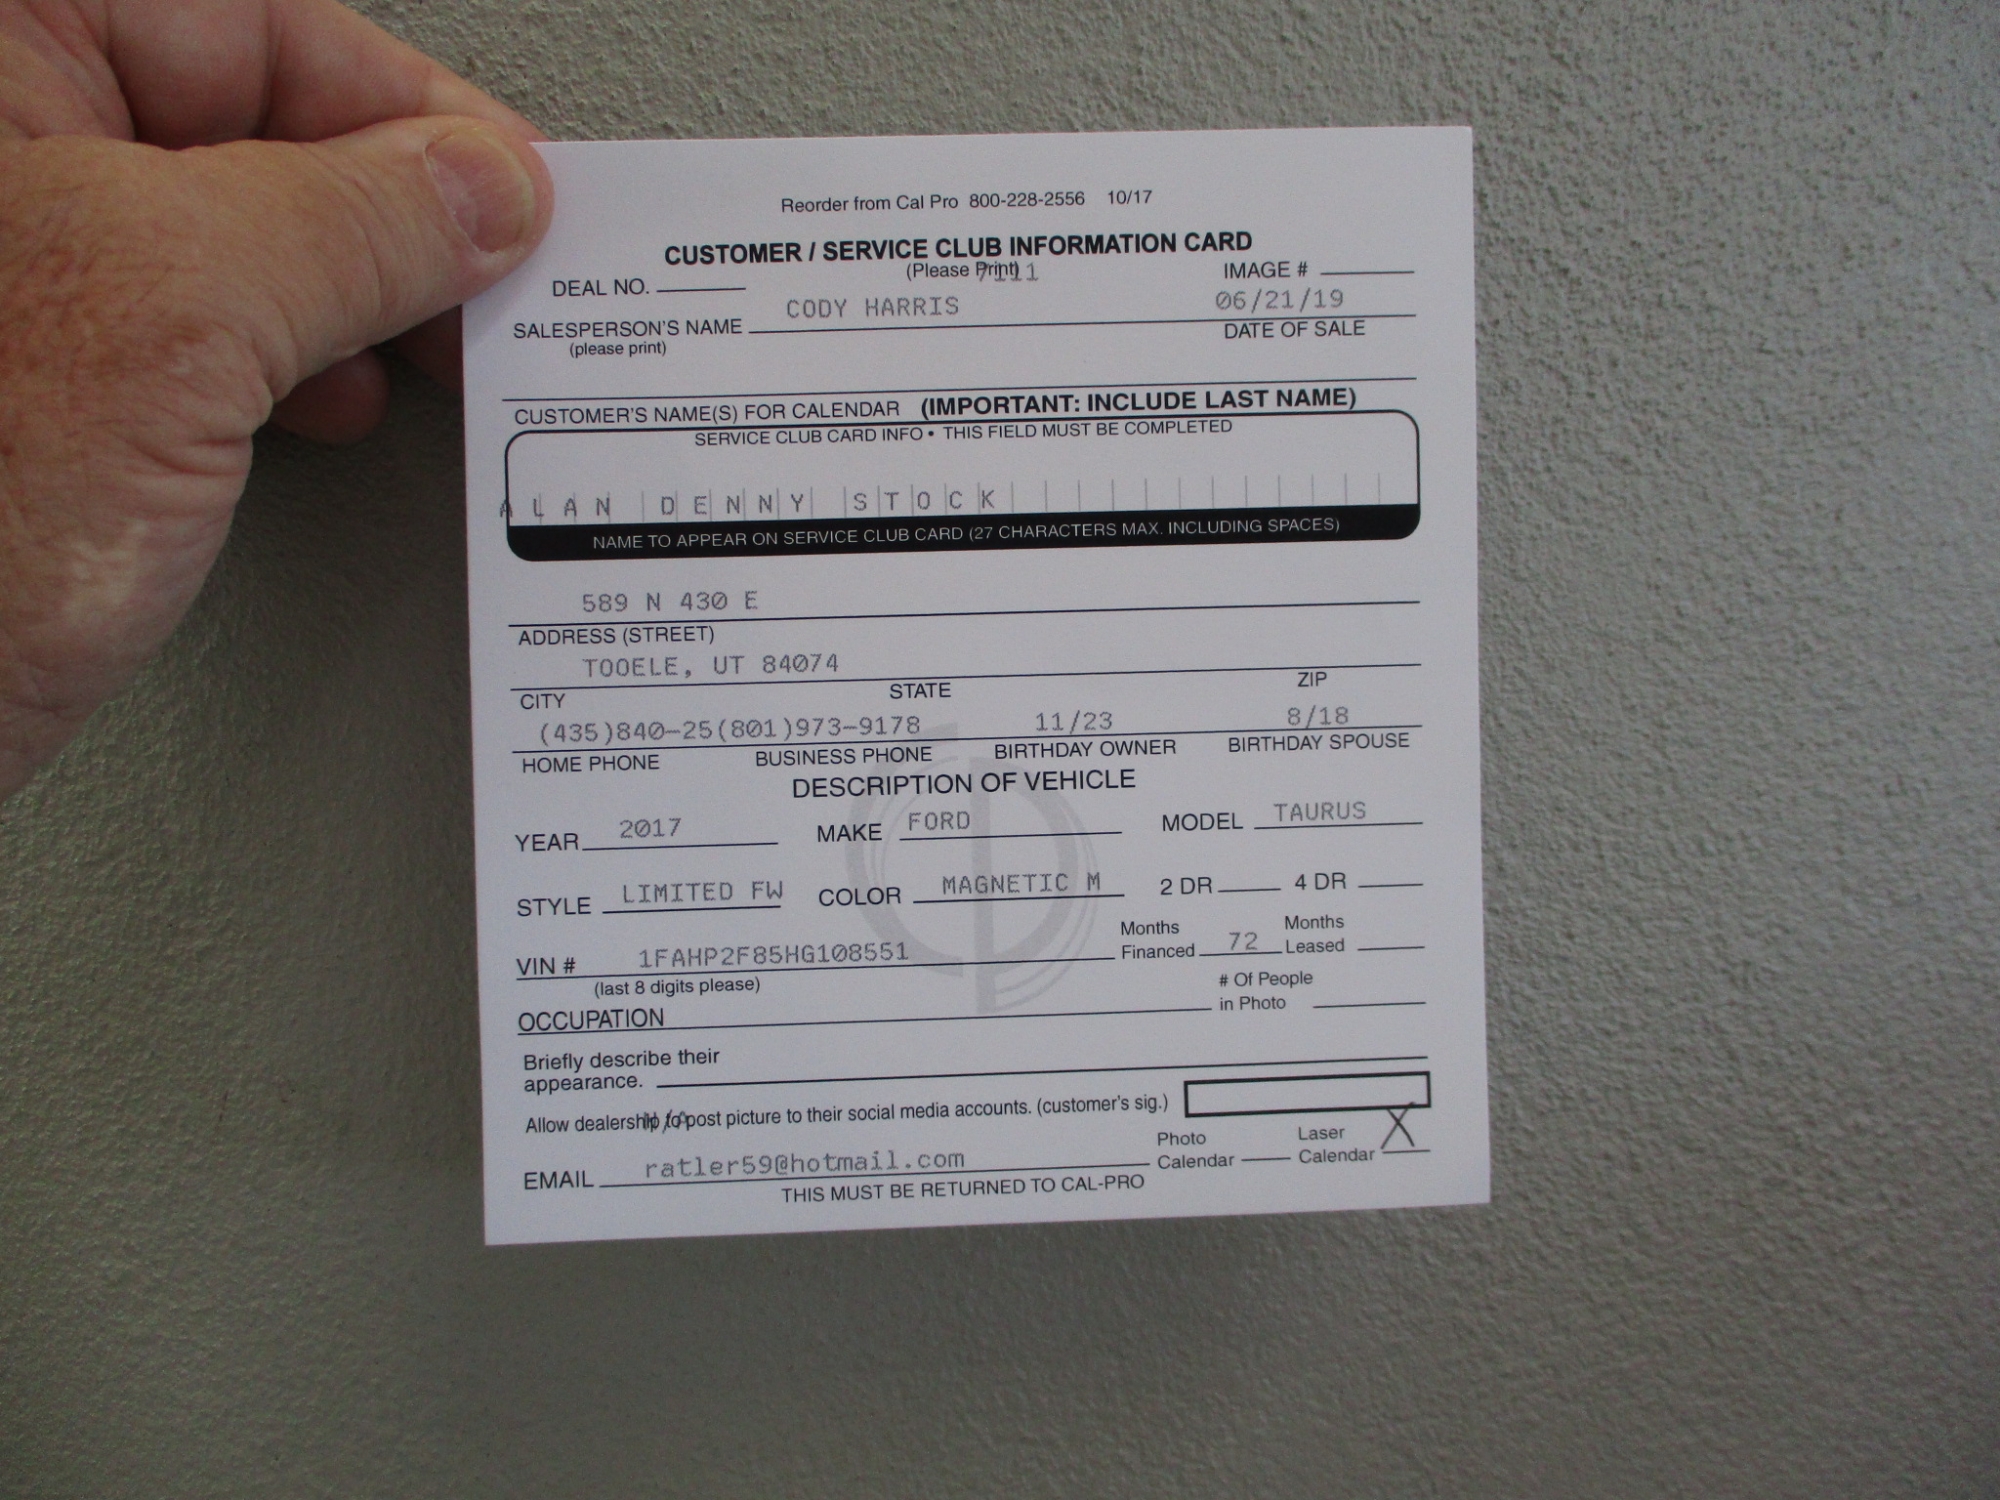 Reorder from Cal Pro 800-228-2556 10/17
CUSTOMER / SERVICE CLUB INFORMATION CARD
(Please Print) 7111
DEAL NO. IMAGE #
CODY HARRIS 06/21/19
SALESPERSON'S NAME DATE OF SALE
(please print)
CUSTOMER'S NAME(S) FOR CALENDAR (IMPORTANT: INCLUDE LAST NAME)
SERVICE CLUB CARD INFO • THIS FIELD MUST BE COMPLETED
ALAN DENNY STOCK
NAME TO APPEAR ON SERVICE CLUB CARD (27 CHARACTERS MAX. INCLUDING SPACES)
589 N 430 E
ADDRESS (STREET)
TOOELE, UT 84074
CITY STATE ZIP
(435)840-25(801)973-9178 11/23 8/18
HOME PHONE BUSINESS PHONE BIRTHDAY OWNER BIRTHDAY SPOUSE
DESCRIPTION OF VEHICLE
YEAR 2017 MAKE FORD MODEL TAURUS
STYLE LIMITED FW COLOR MAGNETIC M 2 DR 4 DR
Months Months
VIN # 1FAHP2F85HG108551 Financed 72 Leased
(last 8 digits please) # Of People
OCCUPATION in Photo
Briefly describe their
appearance.
Allow dealership to post picture to their social media accounts. (customer's sig.)
N/A
Photo Laser X
EMAIL ratler59@hotmail.com Calendar Calendar
THIS MUST BE RETURNED TO CAL-PRO